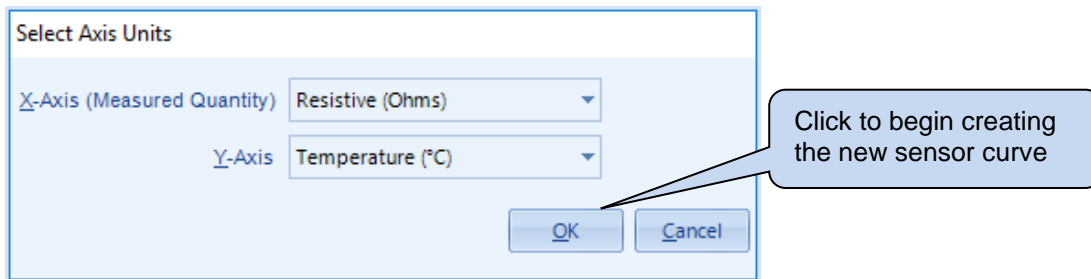 Select Axis Units
X-Axis (Measured Quantity) Resistive (Ohms)
Y-Axis Temperature (°C)
Click to begin creating
the new sensor curve
OK Cancel